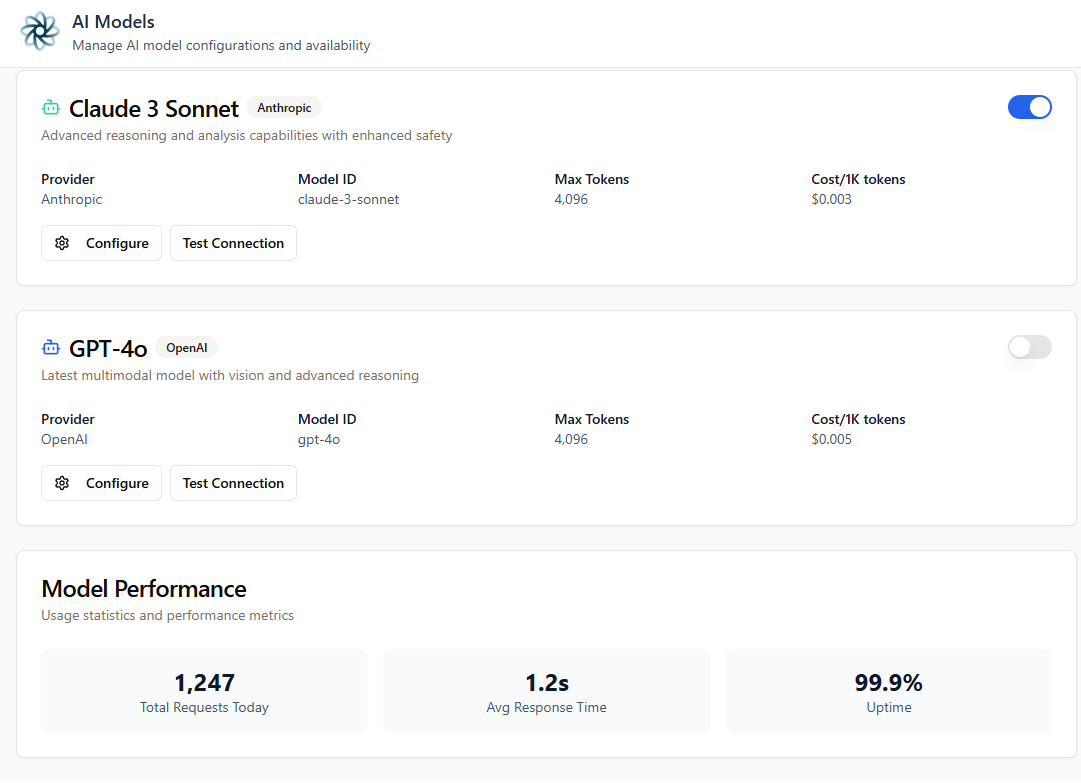 AI Models
Manage AI model configurations and availability
Claude 3 Sonnet Anthropic
Advanced reasoning and analysis capabilities with enhanced safety
Provider Model ID Max Tokens Cost/1K tokens
Anthropic claude-3-sonnet 4,096 $0.003
Configure Test Connection
GPT-4o OpenAI
Latest multimodal model with vision and advanced reasoning
Provider Model ID Max Tokens Cost/1K tokens
OpenAI gpt-4o 4,096 $0.005
Configure Test Connection
Model Performance
Usage statistics and performance metrics
1,247 1.2s 99.9%
Total Requests Today Avg Response Time Uptime